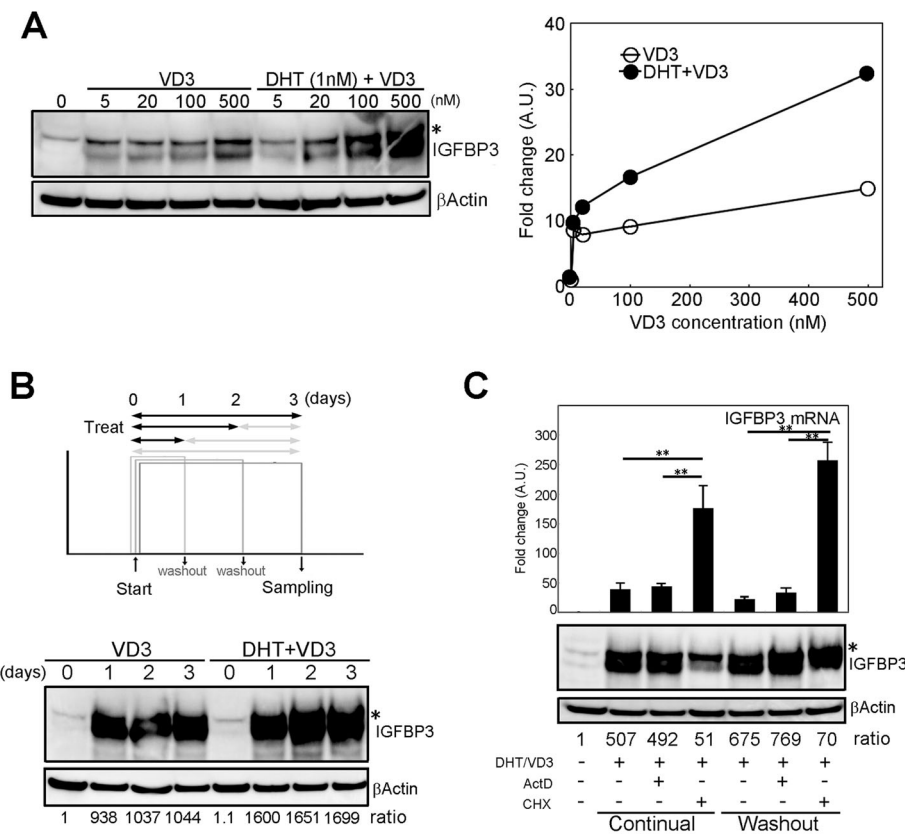 A
VD3 DHT (1nM) + VD3
0 5 20 100 500 5 20 100 500 (nM)
*
IGFBP3
βActin
Fold change (A.U.)
40
30
20
10
0
VD3
DHT+VD3
0 100 200 300 400 500
VD3 concentration (nM)
B
0 1 2 3 (days)
Treat
washout washout
Start Sampling
VD3 DHT+VD3
(days) 0 1 2 3 0 1 2 3
*
IGFBP3
βActin
1 938 1037 1044 1.1 1600 1651 1699 ratio
C
IGFBP3 mRNA
Fold change (A.U.)
300
250
200
150
100
50
0
** ** ** **
*
IGFBP3
βActin
1 507 492 51 675 769 70 ratio
DHT/VD3 - + + + + + +
ActD - - + - - + -
CHX - - - + - - +
Continual Washout